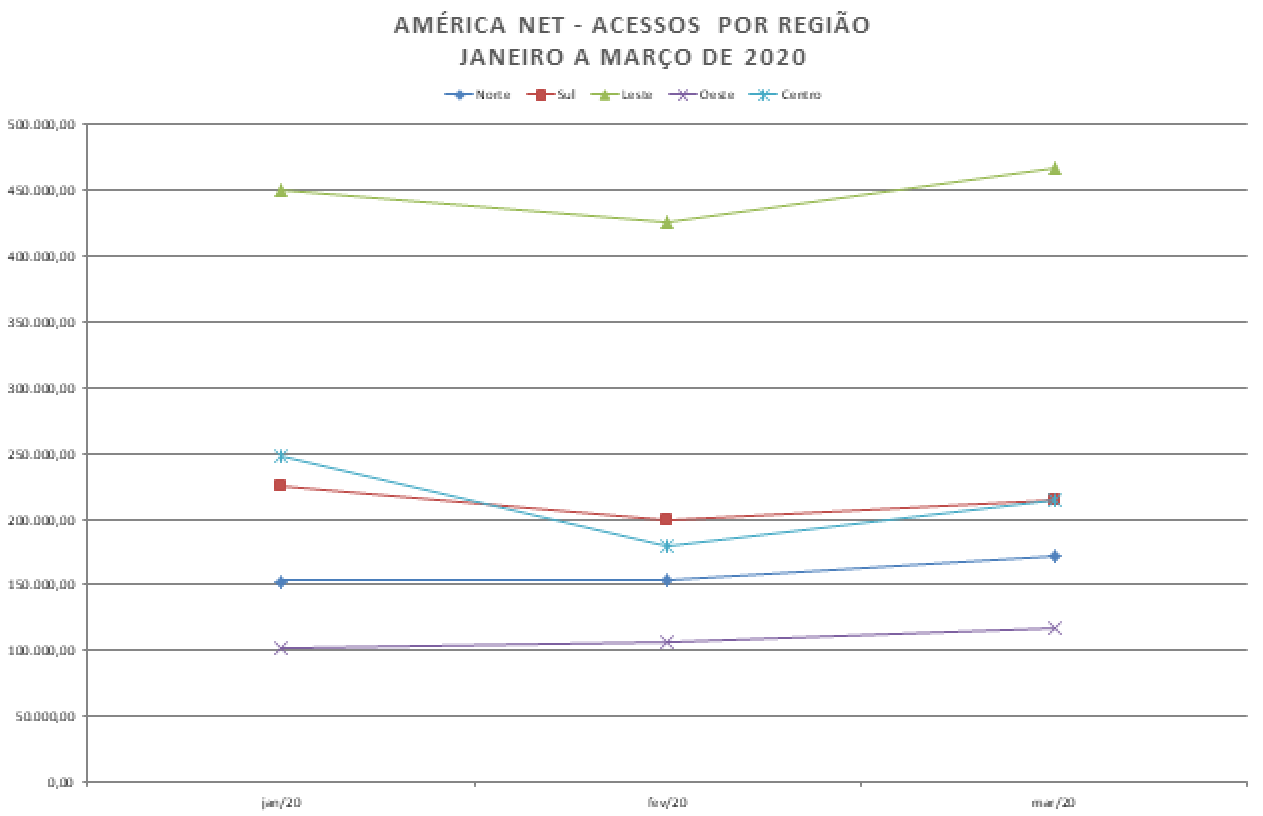 AMÉRICA NET - ACESSOS POR REGIÃO
JANEIRO A MARÇO DE 2020
Norte Sul Leste Oeste Centro
500.000,00
450.000,00
400.000,00
350.000,00
300.000,00
250.000,00
200.000,00
150.000,00
100.000,00
50.000,00
0,00
jan/20 fev/20 mar/20